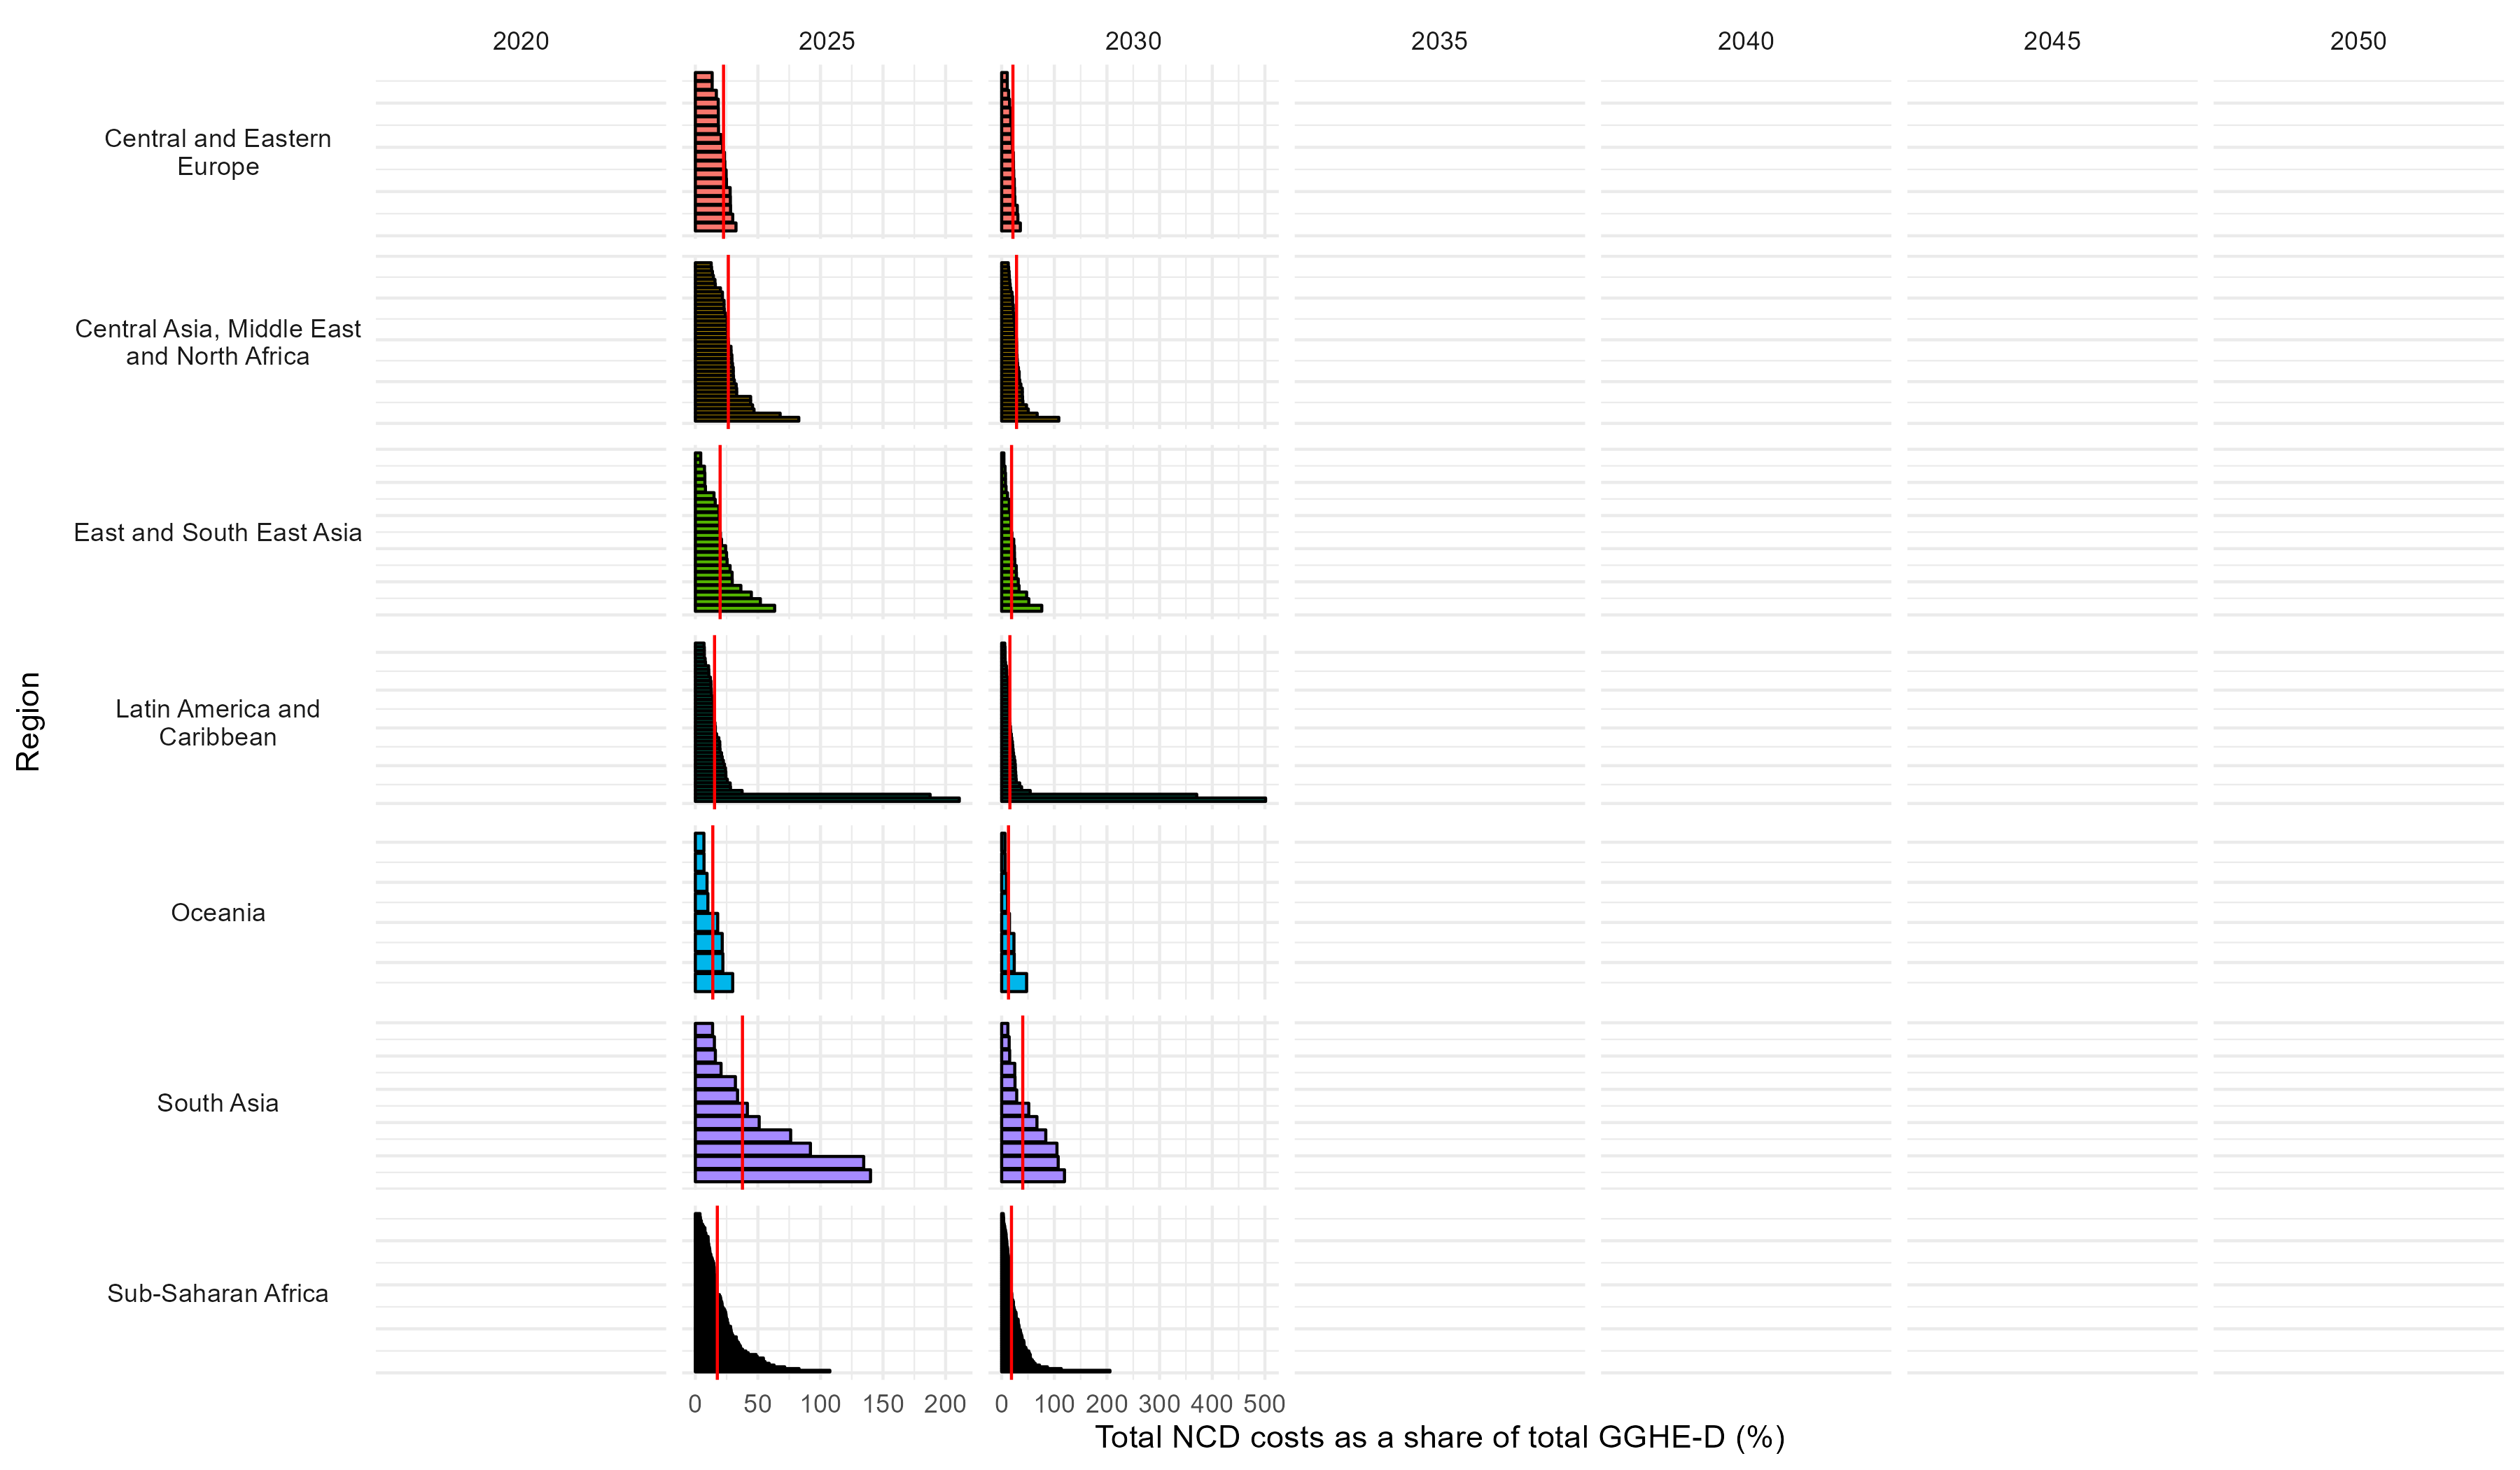 2020 2025 2030 2035 2040 2045 2050
Central and Eastern
Europe
Central Asia, Middle East
and North Africa
East and South East Asia
Latin America and
Caribbean
Region
Oceania
South Asia
Sub-Saharan Africa
0 50 100 150 200 0 100 200 300 400 500
Total NCD costs as a share of total GGHE-D (%)